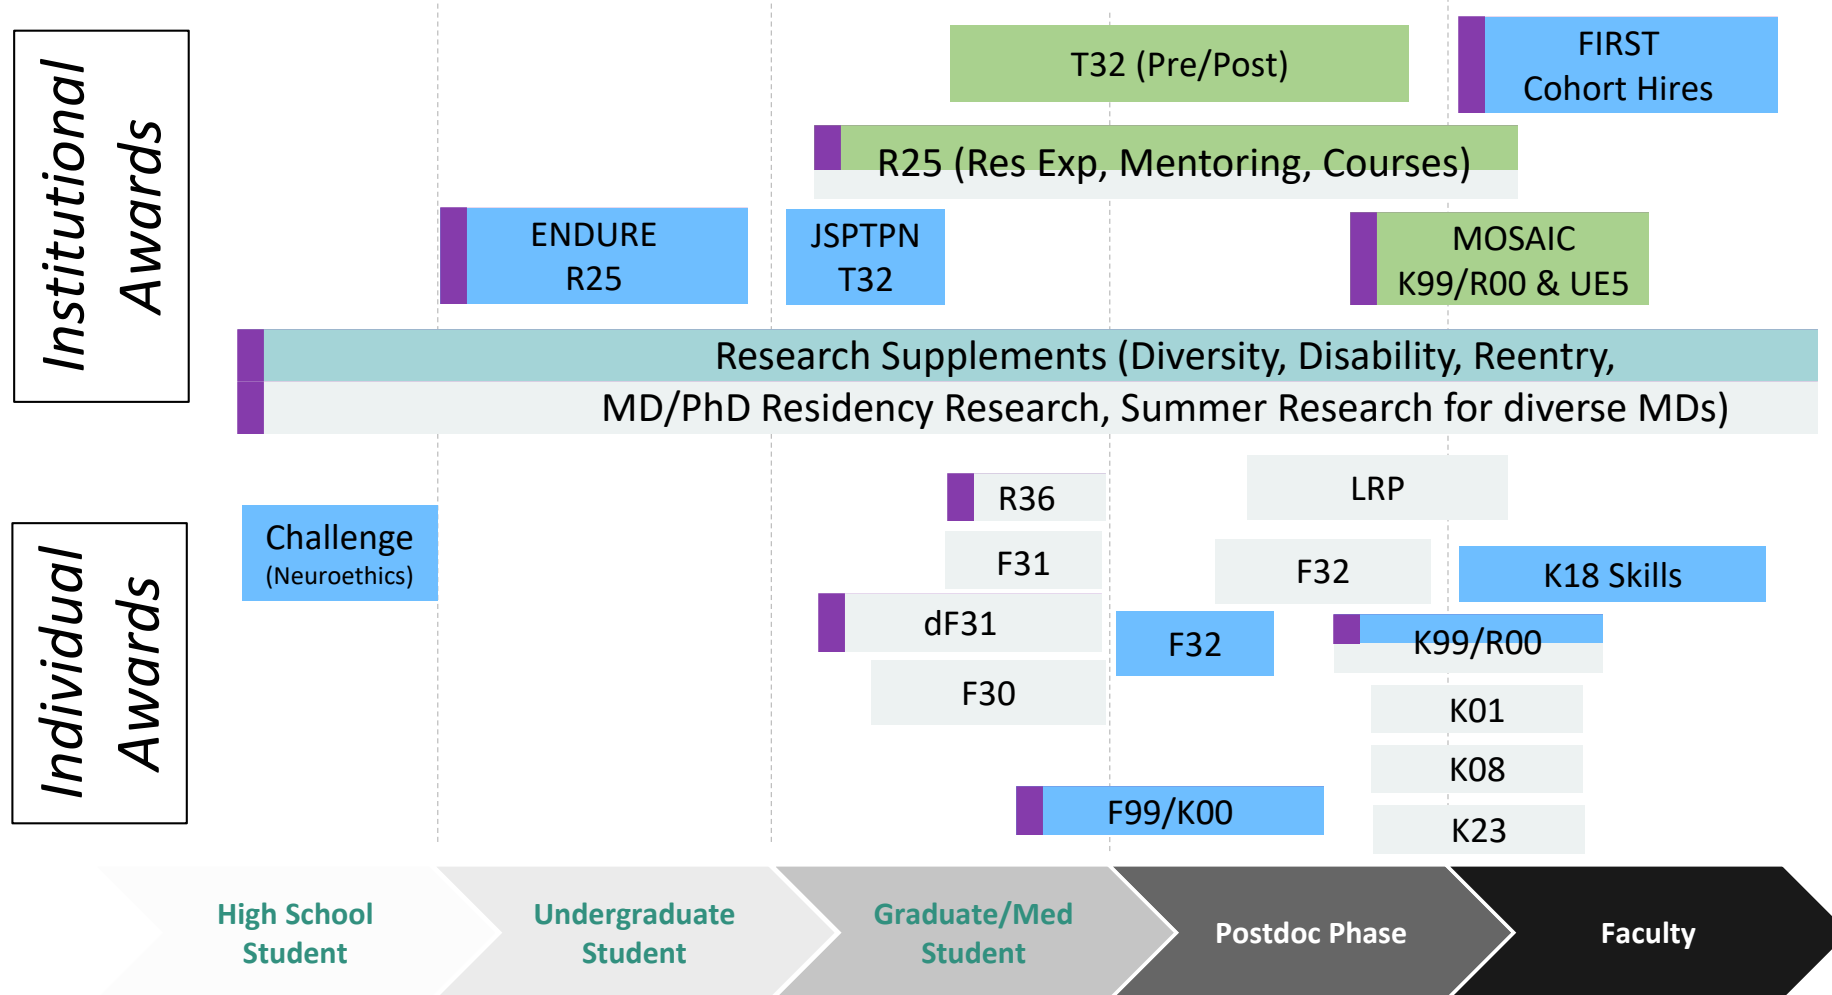 Institutional
Awards
T32 (Pre/Post)
FIRST
Cohort Hires
R25 (Res Exp, Mentoring, Courses)
ENDURE
R25
JSPTPN
T32
MOSAIC
K99/R00 & UE5
Research Supplements (Diversity, Disability, Reentry,
MD/PhD Residency Research, Summer Research for diverse MDs)
Individual
Awards
Challenge
(Neuroethics)
R36
F31
dF31
F30
F99/K00
LRP
F32
F32
K18 Skills
K99/R00
K01
K08
K23
High School
Student
Undergraduate
Student
Graduate/Med
Student
Postdoc Phase
Faculty